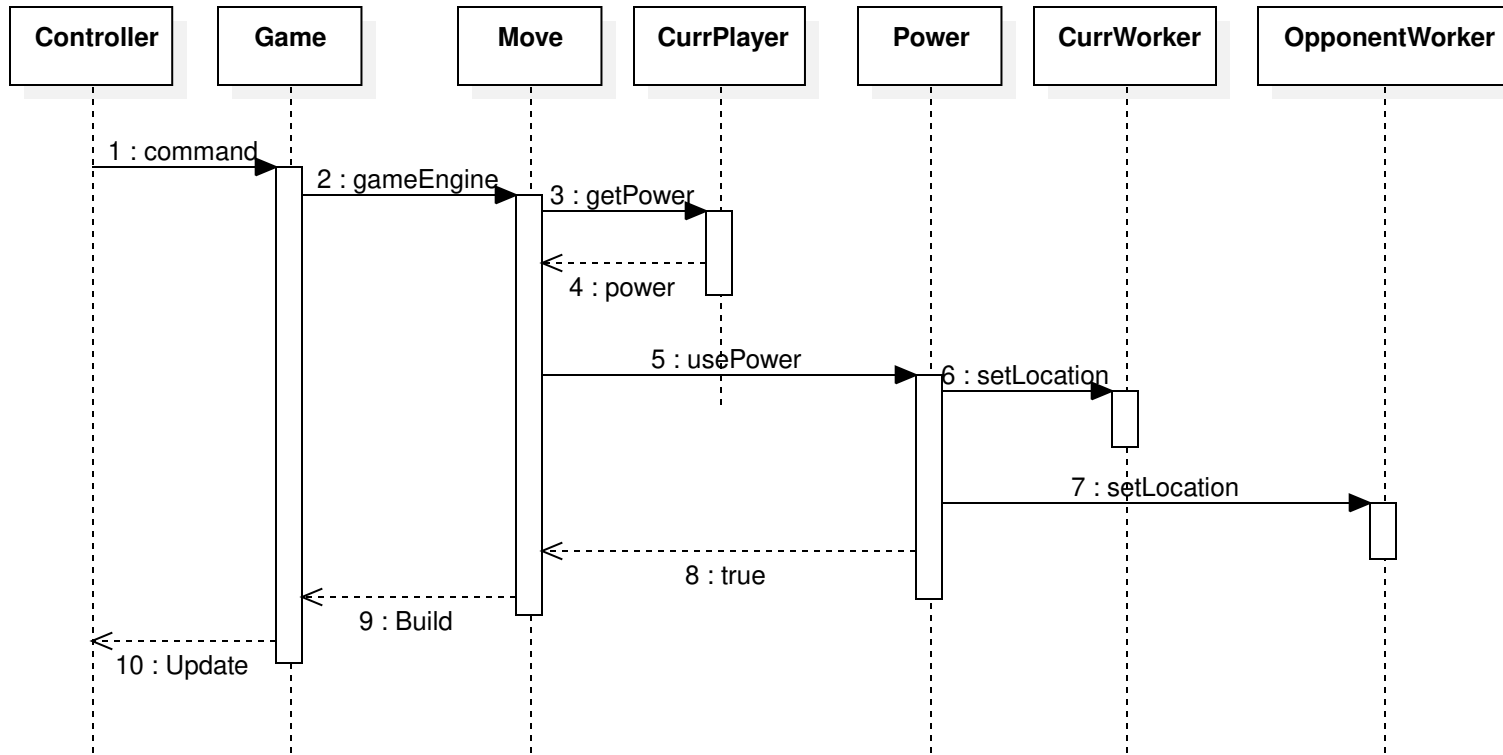 Controller
Game
Move
CurrPlayer
Power
CurrWorker
OpponentWorker
1 : command
2 : gameEngine
3 : getPower
4 : power
5 : usePower
6 : setLocation
7 : setLocation
8 : true
9 : Build
10 : Update